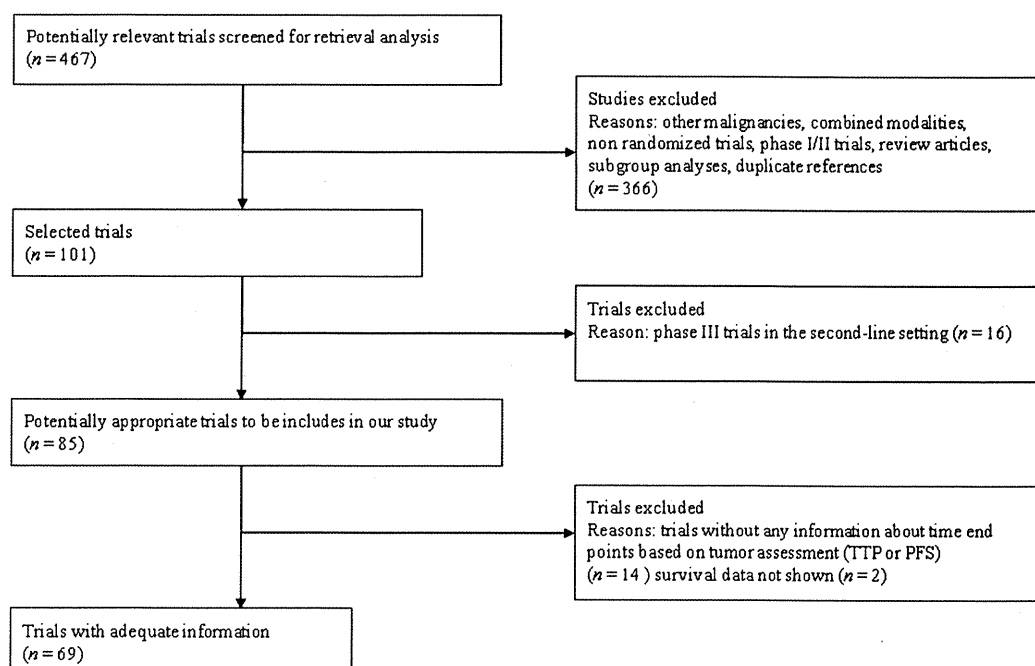 Potentially relevant trials screened for retrieval analysis
(n = 467)
Studies excluded
Reasons: other malignancies, combined modalities,
non randomized trials, phase I/II trials, review articles,
subgroup analyses, duplicate references
(n = 366)
Selected trials
(n = 101)
Trials excluded
Reason: phase III trials in the second-line setting (n = 16)
Potentially appropriate trials to be includes in our study
(n = 85)
Trials excluded
Reasons: trials without any information about time end
points based on tumor assessment (TTP or PFS)
(n = 14 ) survival data not shown (n = 2)
Trials with adequate information
(n = 69)